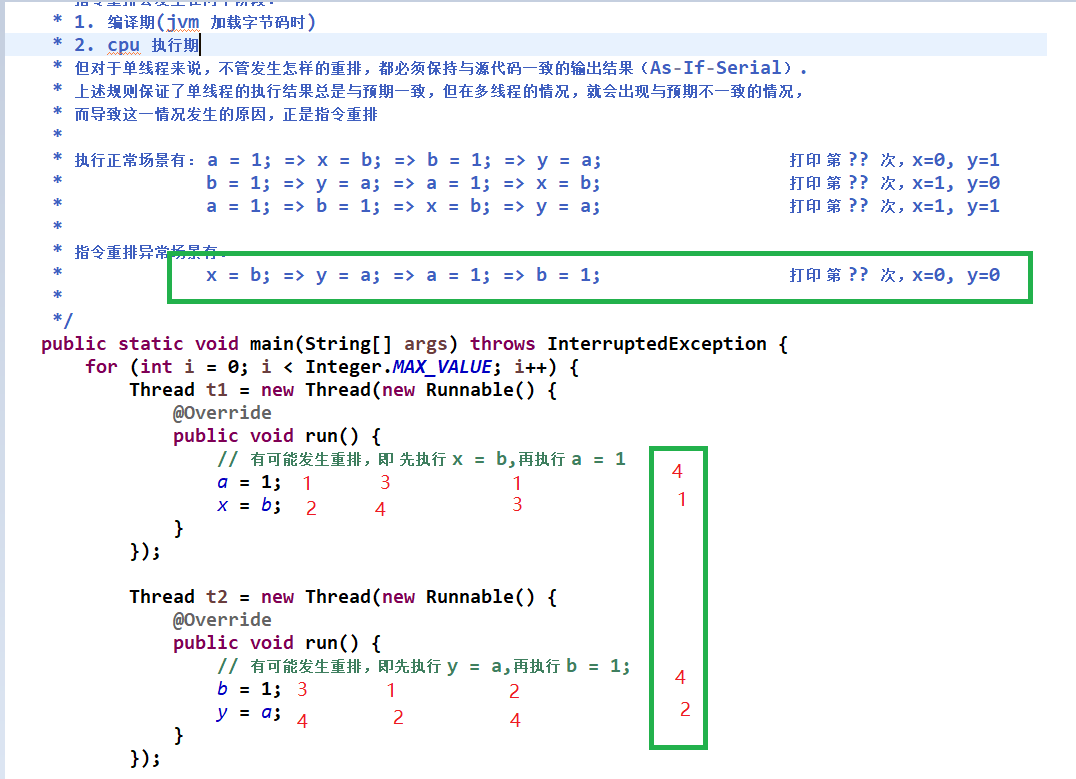 指令重排会发生在两个阶段:
* 1. 编译期(jvm 加载字节码时)
* 2. cpu 执行期
* 但对于单线程来说，不管发生怎样的重排，都必须保持与源代码一致的输出结果（As-If-Serial）.
* 上述规则保证了单线程的执行结果总是与预期一致，但在多线程的情况，就会出现与预期不一致的情况，
* 而导致这一情况发生的原因，正是指令重排
*
* 执行正常场景有: a = 1; => x = b; => b = 1; => y = a; 打印 第 ?? 次，x=0, y=1
* b = 1; => y = a; => a = 1; => x = b; 打印 第 ?? 次，x=1, y=0
* a = 1; => b = 1; => x = b; => y = a; 打印 第 ?? 次，x=1, y=1
*
* 指令重排异常场景有:
* x = b; => y = a; => a = 1; => b = 1; 打印 第 ?? 次，x=0, y=0
*
*/
public static void main(String[] args) throws InterruptedException {
for (int i = 0; i < Integer.MAX_VALUE; i++) {
Thread t1 = new Thread(new Runnable() {
@Override
public void run() {
// 有可能发生重排，即 先执行 x = b,再执行 a = 1 4
a = 1; 1 3 1 1
x = b; 2 4 3
}
});
Thread t2 = new Thread(new Runnable() {
@Override
public void run() {
// 有可能发生重排，即先执行 y = a,再执行 b = 1; 4
b = 1; 3 1 2 2
y = a; 4 2 4
}
});